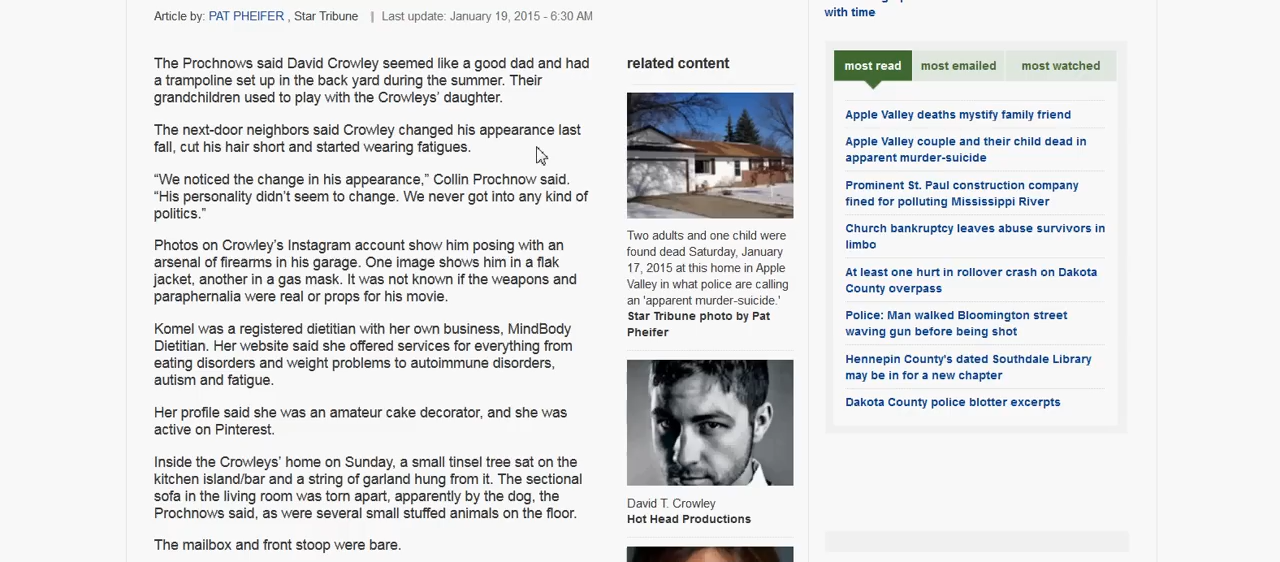 Article by: PAT PHEIFER , Star Tribune | Last update: January 19, 2015 - 6:30 AM
The Prochnows said David Crowley seemed like a good dad and had
a trampoline set up in the back yard during the summer. Their
grandchildren used to play with the Crowleys’ daughter.
The next-door neighbors said Crowley changed his appearance last
fall, cut his hair short and started wearing fatigues.
“We noticed the change in his appearance,” Collin Prochnow said.
“His personality didn’t seem to change. We never got into any kind of
politics.”
Photos on Crowley’s Instagram account show him posing with an
arsenal of firearms in his garage. One image shows him in a flak
jacket, another in a gas mask. It was not known if the weapons and
paraphernalia were real or props for his movie.
Komel was a registered dietitian with her own business, MindBody
Dietitian. Her website said she offered services for everything from
eating disorders and weight problems to autoimmune disorders,
autism and fatigue.
Her profile said she was an amateur cake decorator, and she was
active on Pinterest.
Inside the Crowleys’ home on Sunday, a small tinsel tree sat on the
kitchen island/bar and a string of garland hung from it. The sectional
sofa in the living room was torn apart, apparently by the dog, the
Prochnows said, as were several small stuffed animals on the floor.
The mailbox and front stoop were bare.
related content
Two adults and one child were
found dead Saturday, January
17, 2015 at this home in Apple
Valley in what police are calling
an 'apparent murder-suicide.'
Star Tribune photo by Pat
Pheifer
David T. Crowley
Hot Head Productions
with time
most read
most emailed
most watched
Apple Valley deaths mystify family friend
Apple Valley couple and their child dead in
apparent murder-suicide
Prominent St. Paul construction company
fined for polluting Mississippi River
Church bankruptcy leaves abuse survivors in
limbo
At least one hurt in rollover crash on Dakota
County overpass
Police: Man walked Bloomington street
waving gun before being shot
Hennepin County's dated Southdale Library
may be in for a new chapter
Dakota County police blotter excerpts